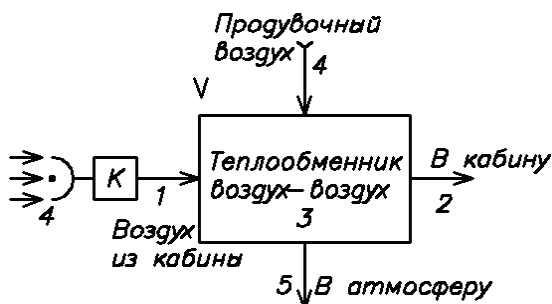 Продувочный
воздух
4
V
4
К
1
Теплообменник
воздух–воздух
3
В кабину
2
Воздух
из кабины
5
В атмосферу